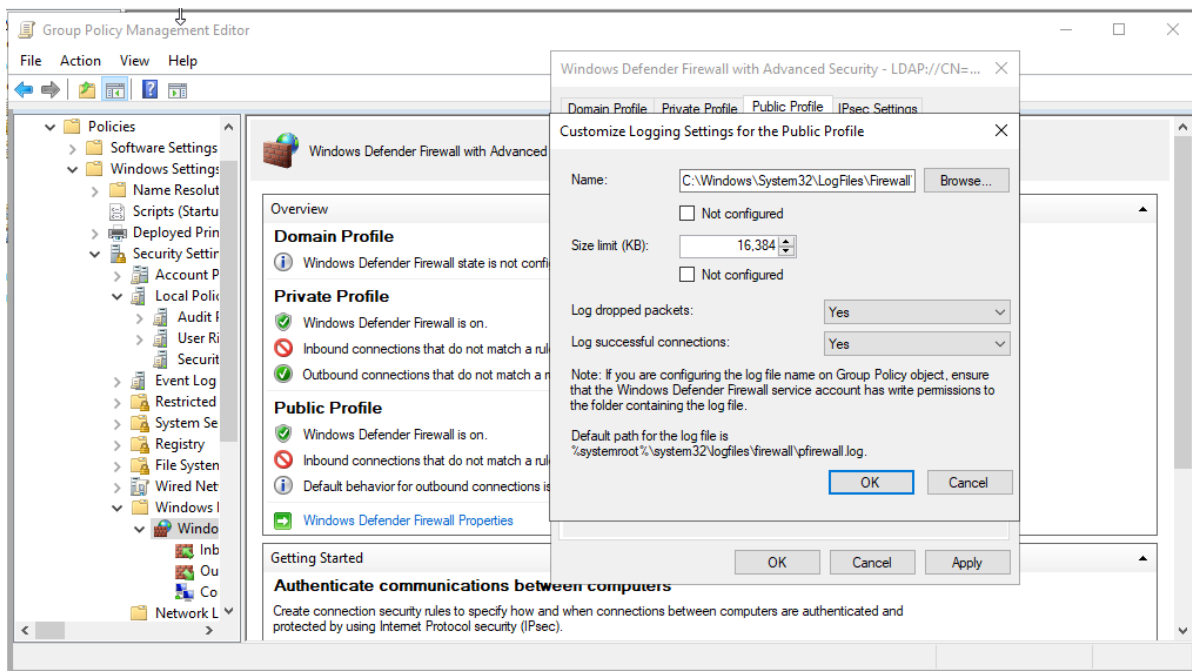 Group Policy Management Editor
File Action View Help
Policies
Software Settings
Windows Settings
Name Resolut
Scripts (Startu
Deployed Prin
Security Settin
Account P
Local Polic
Audit P
User Ri
Securit
Event Log
Restricted
System Se
Registry
File System
Wired Net
Windows I
Windo
Inb
Ou
Co
Network L
Windows Defender Firewall with Advanced
Overview
Domain Profile
Windows Defender Firewall state is not confi
Private Profile
Windows Defender Firewall is on.
Inbound connections that do not match a rul
Outbound connections that do not match a r
Public Profile
Windows Defender Firewall is on.
Inbound connections that do not match a rul
Default behavior for outbound connections is
Windows Defender Firewall Properties
Getting Started
Authenticate communications between computers
Create connection security rules to specify how and when connections between computers are authenticated and
protected by using Internet Protocol security (IPsec).
Windows Defender Firewall with Advanced Security - LDAP://CN=...
Domain Profile Private Profile Public Profile IPsec Settings
Customize Logging Settings for the Public Profile
Name: C:\Windows\System32\LogFiles\Firewall\ Browse...
Not configured
Size limit (KB): 16,384
Not configured
Log dropped packets: Yes
Log successful connections: Yes
Note: If you are configuring the log file name on Group Policy object, ensure
that the Windows Defender Firewall service account has write permissions to
the folder containing the log file.
Default path for the log file is
%systemroot%\system32\logfiles\firewall\pfirewall.log.
OK Cancel
OK Cancel Apply